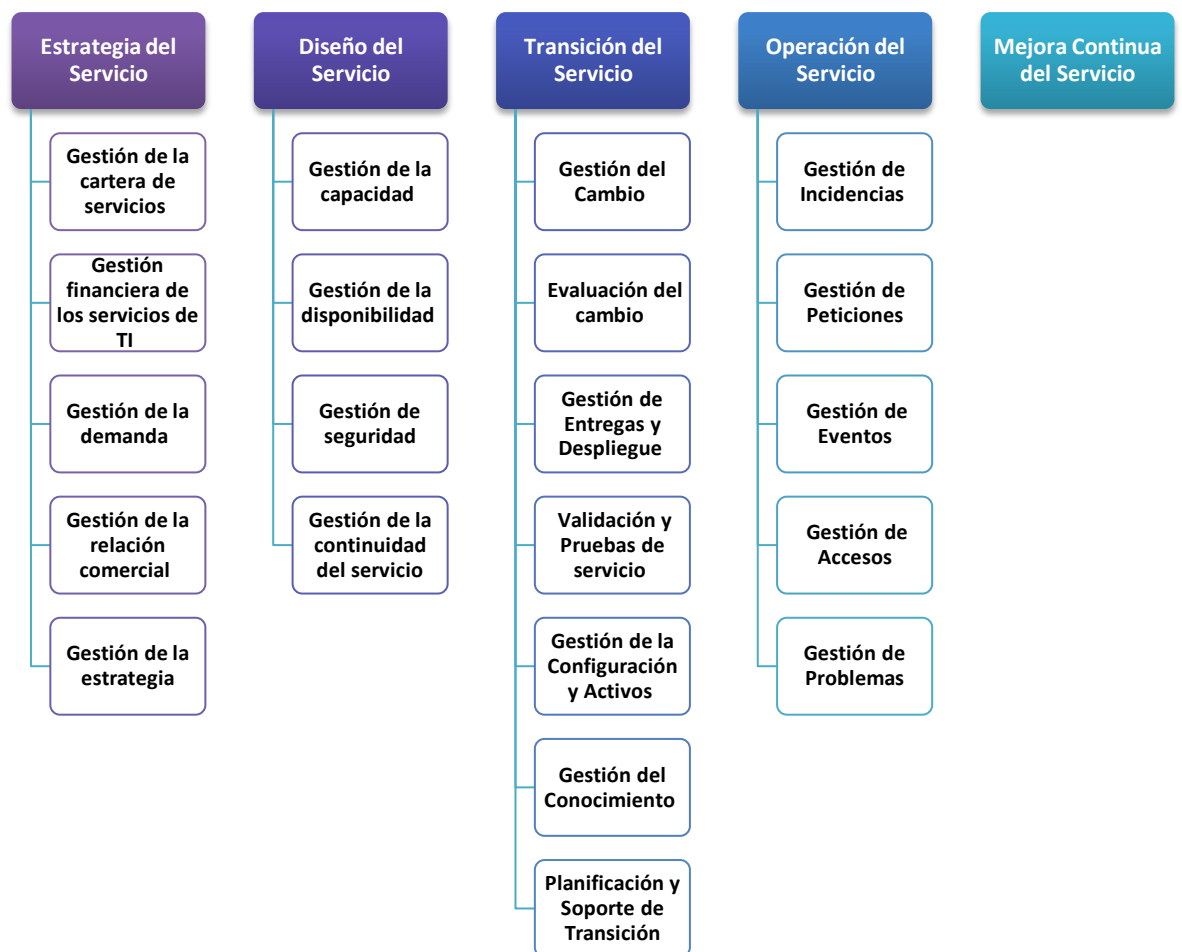 Estrategia del
Servicio
Gestión de la
cartera de
servicios
Gestión
financiera de
los servicios de
TI
Gestión de la
demanda
Gestión de la
relación
comercial
Gestión de la
estrategia
Diseño del
Servicio
Gestión de la
capacidad
Gestión de la
disponibilidad
Gestión de
seguridad
Gestión de la
continuidad
del servicio
Transición del
Servicio
Gestión del
Cambio
Evaluación del
cambio
Gestión de
Entregas y
Despliegue
Validación y
Pruebas de
servicio
Gestión de la
Configuración
y Activos
Gestión del
Conocimiento
Planificación y
Soporte de
Transición
Operación del
Servicio
Gestión de
Incidencias
Gestión de
Peticiones
Gestión de
Eventos
Gestión de
Accesos
Gestión de
Problemas
Mejora Continua
del Servicio